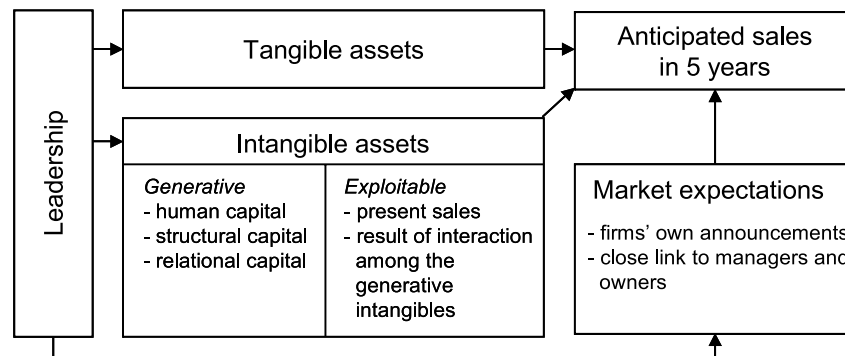 Leadership
Tangible assets
Anticipated sales
in 5 years
Intangible assets
Generative
- human capital
- structural capital
- relational capital
Exploitable
- present sales
- result of interaction
among the
generative
intangibles
Market expectations
- firms’ own announcements
- close link to managers and
owners